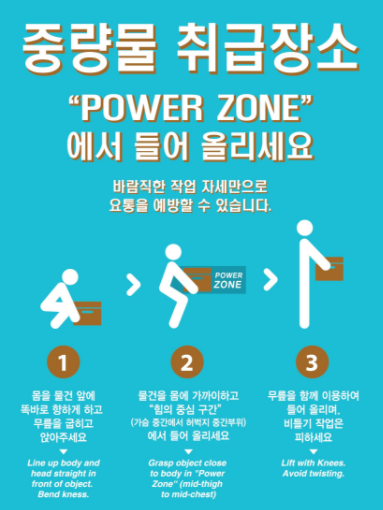 중량물 취급장소
“POWER ZONE”
에서 들어 올리세요
바람직한 작업 자세만으로
요통을 예방할 수 있습니다.
POWER
ZONE
1
몸을 물건 앞에
똑바로 향하게 하고
무릎을 굽히고
앉아주세요
Line up body and
head straight in
front of object.
Bend kness.
2
물건을 몸에 가까이하고
“힘의 중심 구간”
(가슴 중간에서 허벅지 중간부위)
에서 들어 올리세요
Grasp object close
to body in "Power
Zone" (mid-thigh
to mid-chest)
3
무릎을 함께 이용하여
들어 올리며,
비틀기 작업은
피하세요
Lift with Knees.
Avoid twisting.